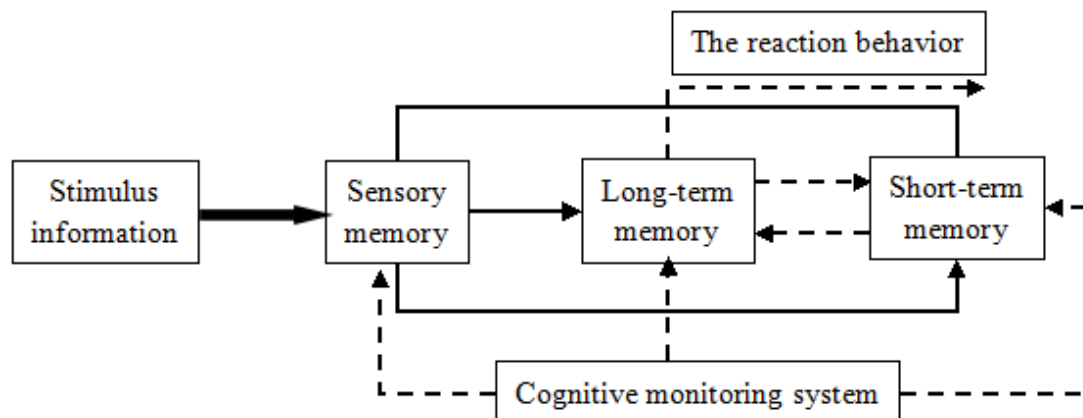 The reaction behavior
Stimulus
information
Sensory
memory
Long-term
memory
Short-term
memory
Cognitive monitoring system